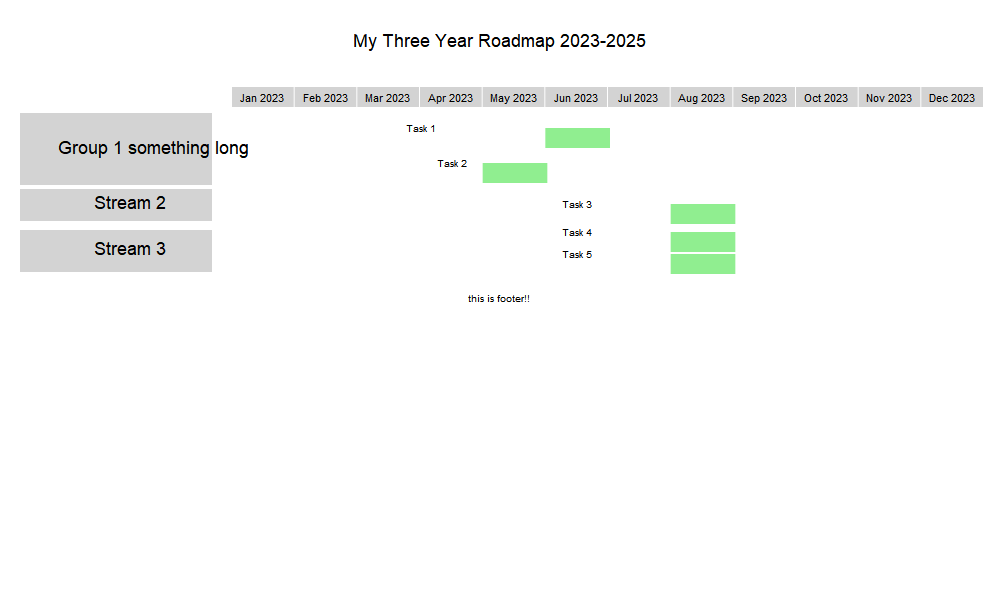 My Three Year Roadmap 2023-2025
Jan 2023 Feb 2023 Mar 2023 Apr 2023 May 2023 Jun 2023 Jul 2023 Aug 2023 Sep 2023 Oct 2023 Nov 2023 Dec 2023
Task 1
Group 1 something long
Task 2
Stream 2
Task 3
Task 4
Stream 3
Task 5
this is footer!!